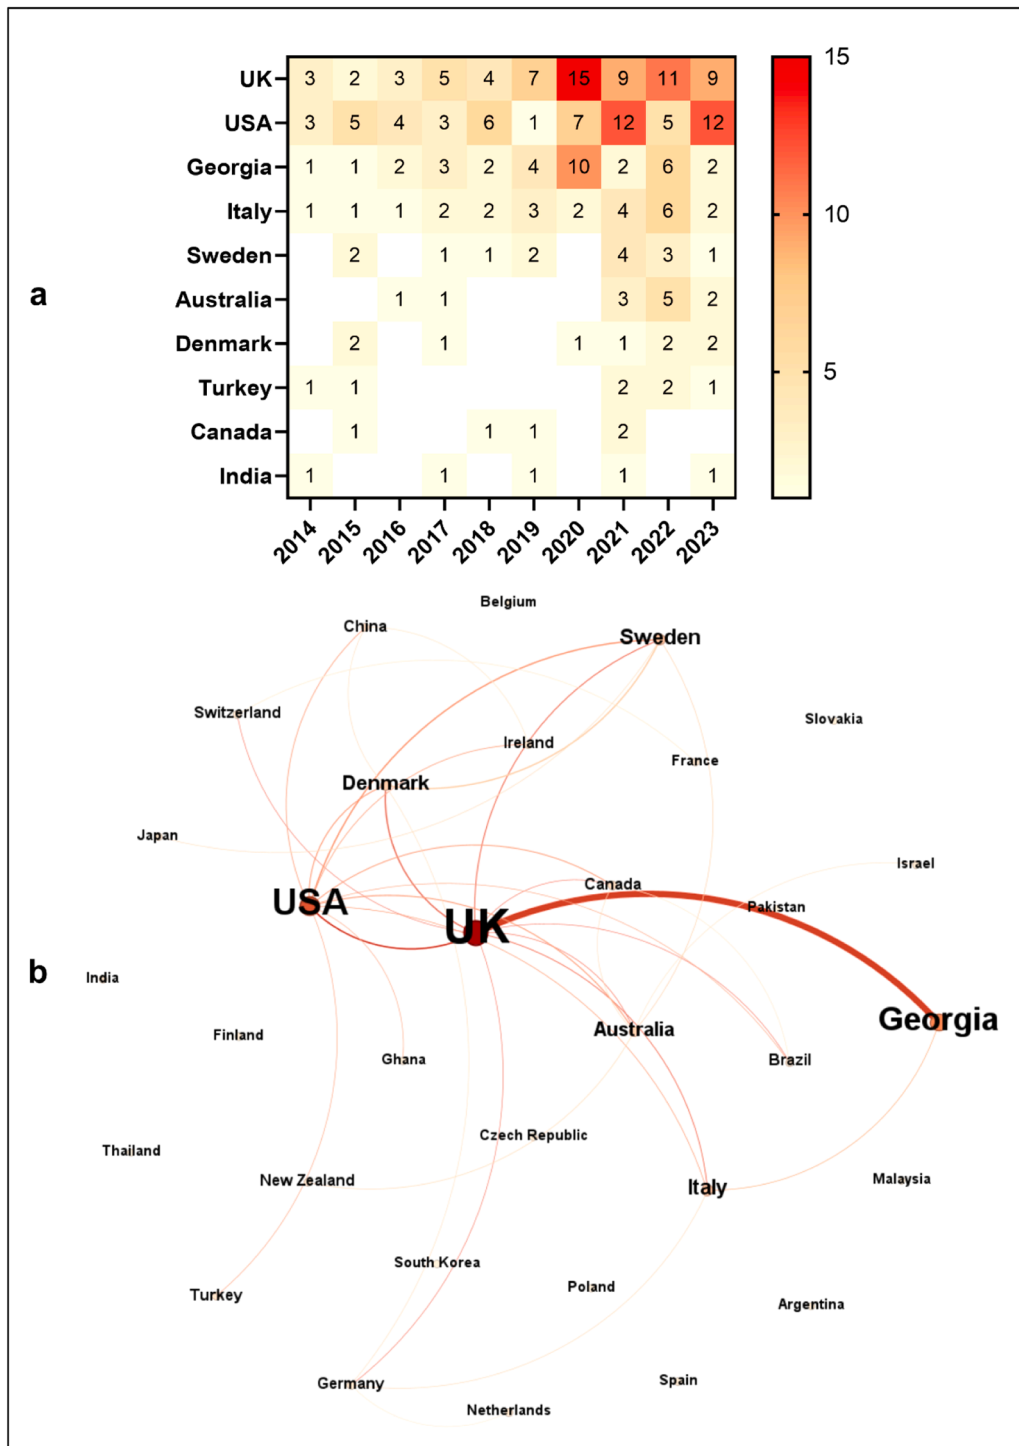 a
UK 3 2 3 5 4 7 15 9 11 9
USA 3 5 4 3 6 1 7 12 5 12
Georgia 1 1 2 3 2 4 10 2 6 2
Italy 1 1 1 2 2 3 2 4 6 2
Sweden 2 1 1 2 4 3 1
Australia 1 1 3 5 2
Denmark 2 1 1 1 2 2
Turkey 1 1 2 2 1
Canada 1 1 1 2
India 1 1 1 1 1
2014 2015 2016 2017 2018 2019 2020 2021 2022 2023
15
10
5
b
Belgium
China
Sweden
Switzerland
Slovakia
Ireland
France
Denmark
Japan
Israel
Canada
USA
Pakistan
UK
India
Georgia
Finland
Australia
Ghana
Brazil
Czech Republic
Thailand
New Zealand
Malaysia
Italy
South Korea
Poland
Turkey
Argentina
Germany
Spain
Netherlands